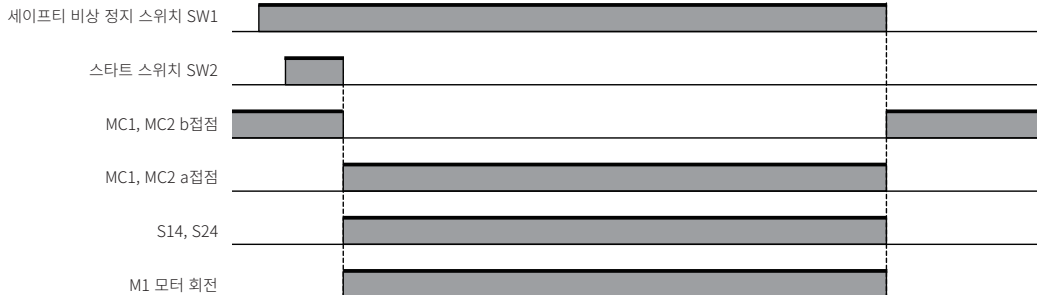 세이프티 비상 정지 스위치 SW1
스타트 스위치 SW2
MC1, MC2 b접점
MC1, MC2 a접점
S14, S24
M1 모터 회전